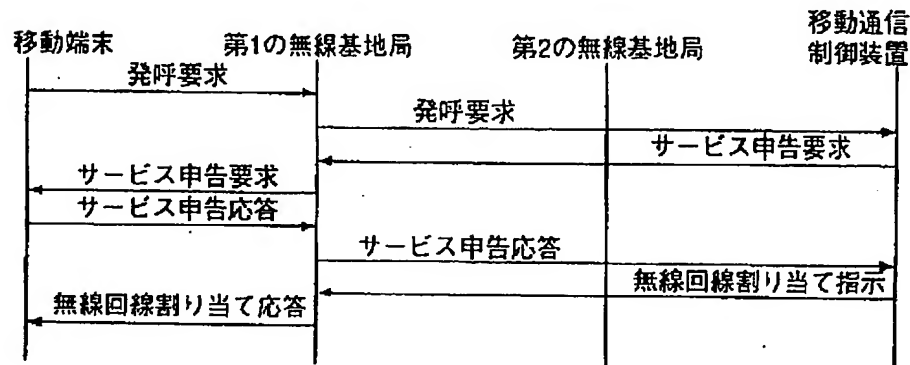 移動端末
第1の無線基地局
第2の無線基地局
移動通信
制御装置
発呼要求
発呼要求
サービス申告要求
サービス申告要求
サービス申告応答
サービス申告応答
無線回線割り当て指示
無線回線割り当て応答